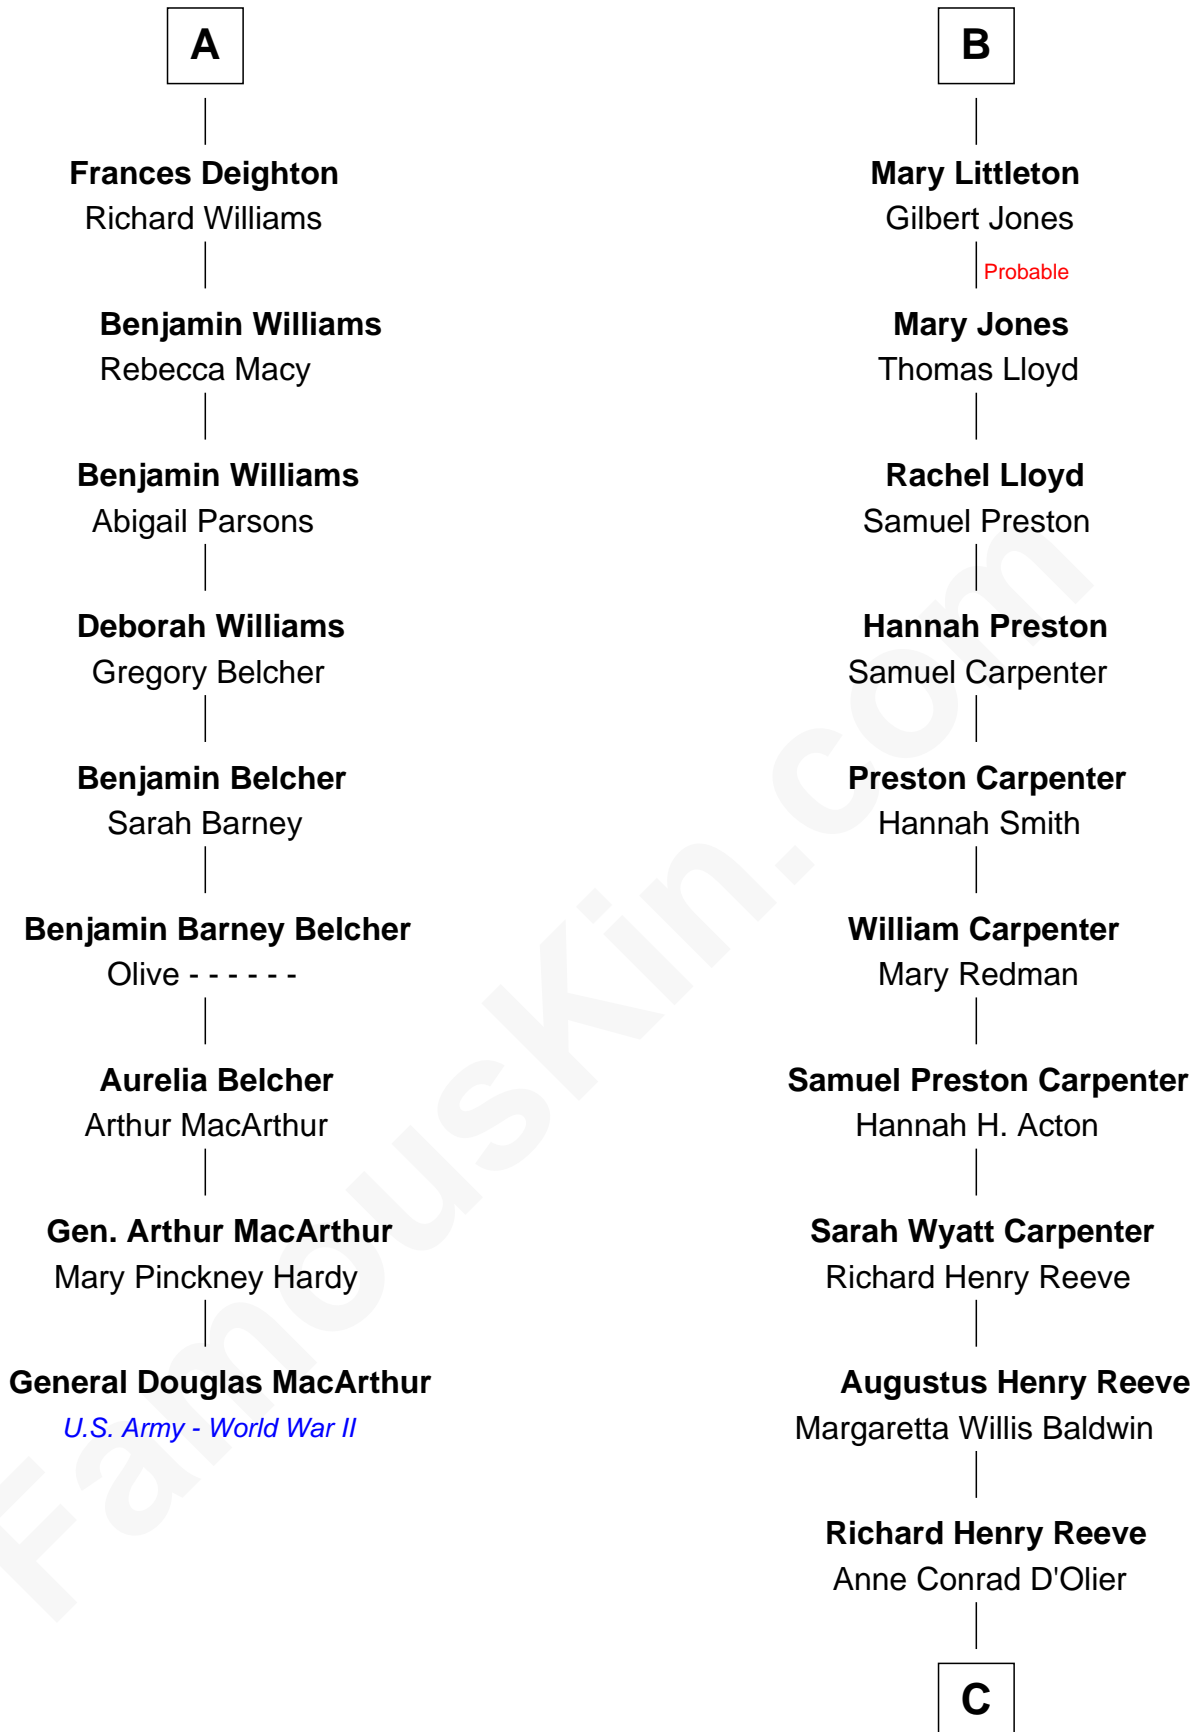 A
Frances Deighton
Richard Williams
Benjamin Williams
Rebecca Macy
Benjamin Williams
Abigail Parsons
Deborah Williams
Gregory Belcher
Benjamin Belcher
Sarah Barney
Benjamin Barney Belcher
Olive - - - - - -
Aurelia Belcher
Arthur MacArthur
Gen. Arthur MacArthur
Mary Pinckney Hardy
General Douglas MacArthur
U.S. Army - World War II
B
Mary Littleton
Gilbert Jones
Probable
Mary Jones
Thomas Lloyd
Rachel Lloyd
Samuel Preston
Hannah Preston
Samuel Carpenter
Preston Carpenter
Hannah Smith
William Carpenter
Mary Redman
Samuel Preston Carpenter
Hannah H. Acton
Sarah Wyatt Carpenter
Richard Henry Reeve
Augustus Henry Reeve
Margaretta Willis Baldwin
Richard Henry Reeve
Anne Conrad D'Olier
C
FamousKin.com